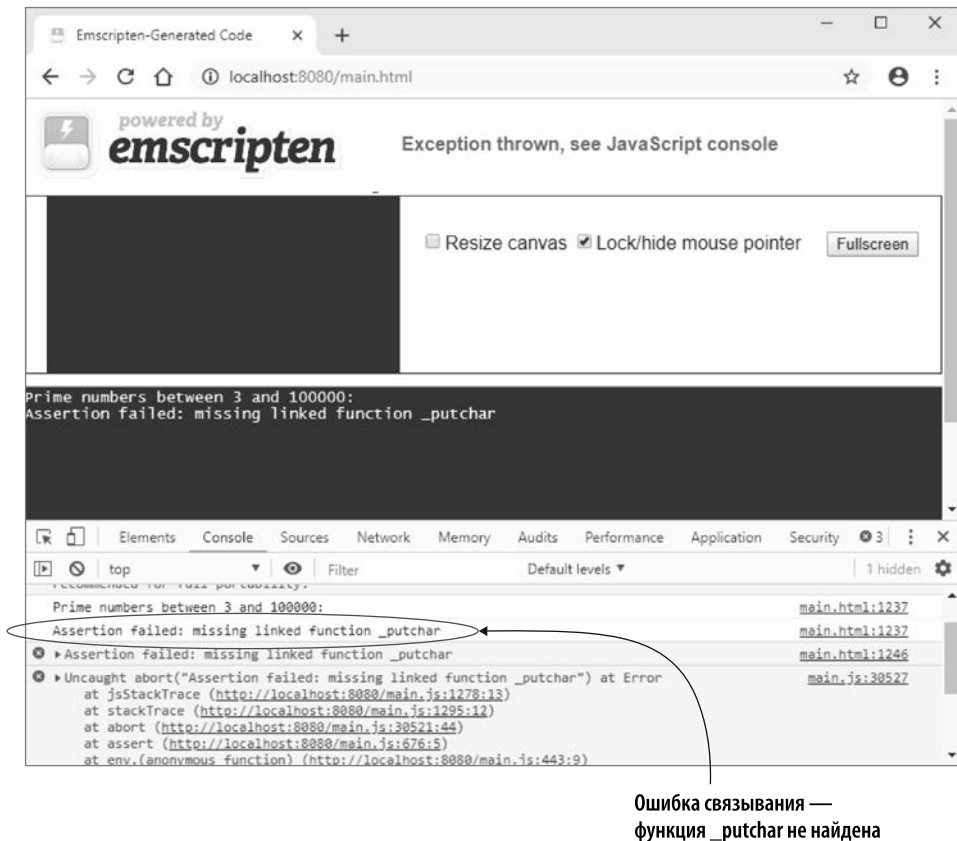 Emscripten-Generated Code
localhost:8080/main.html
powered by
emscripten
Exception thrown, see JavaScript console
Resize canvas Lock/hide mouse pointer Fullscreen
Prime numbers between 3 and 100000:
Assertion failed: missing linked function _putchar
Elements Console Sources Network Memory Audits Performance Application Security 3
top Filter Default levels ▼ 1 hidden
recommended for full portability.
Prime numbers between 3 and 100000: main.html:1237
Assertion failed: missing linked function _putchar main.html:1237
Assertion failed: missing linked function _putchar main.html:1246
Uncaught abort("Assertion failed: missing linked function _putchar") at Error main.js:30527
at jsStackTrace (http://localhost:8080/main.js:1278:13)
at stackTrace (http://localhost:8080/main.js:1295:12)
at abort (http://localhost:8080/main.js:30521:44)
at assert (http://localhost:8080/main.js:676:5)
at env.(anonymous function) (http://localhost:8080/main.js:443:9)
Ошибка связывания —
функция _putchar не найдена